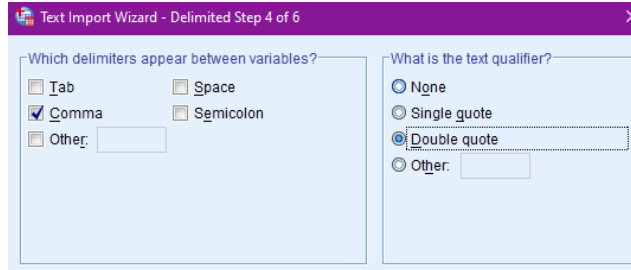 Text Import Wizard - Delimited Step 4 of 6
Which delimiters appear between variables?
Tab
Space
Comma
Semicolon
Other:
What is the text qualifier?
None
Single quote
Double quote
Other: